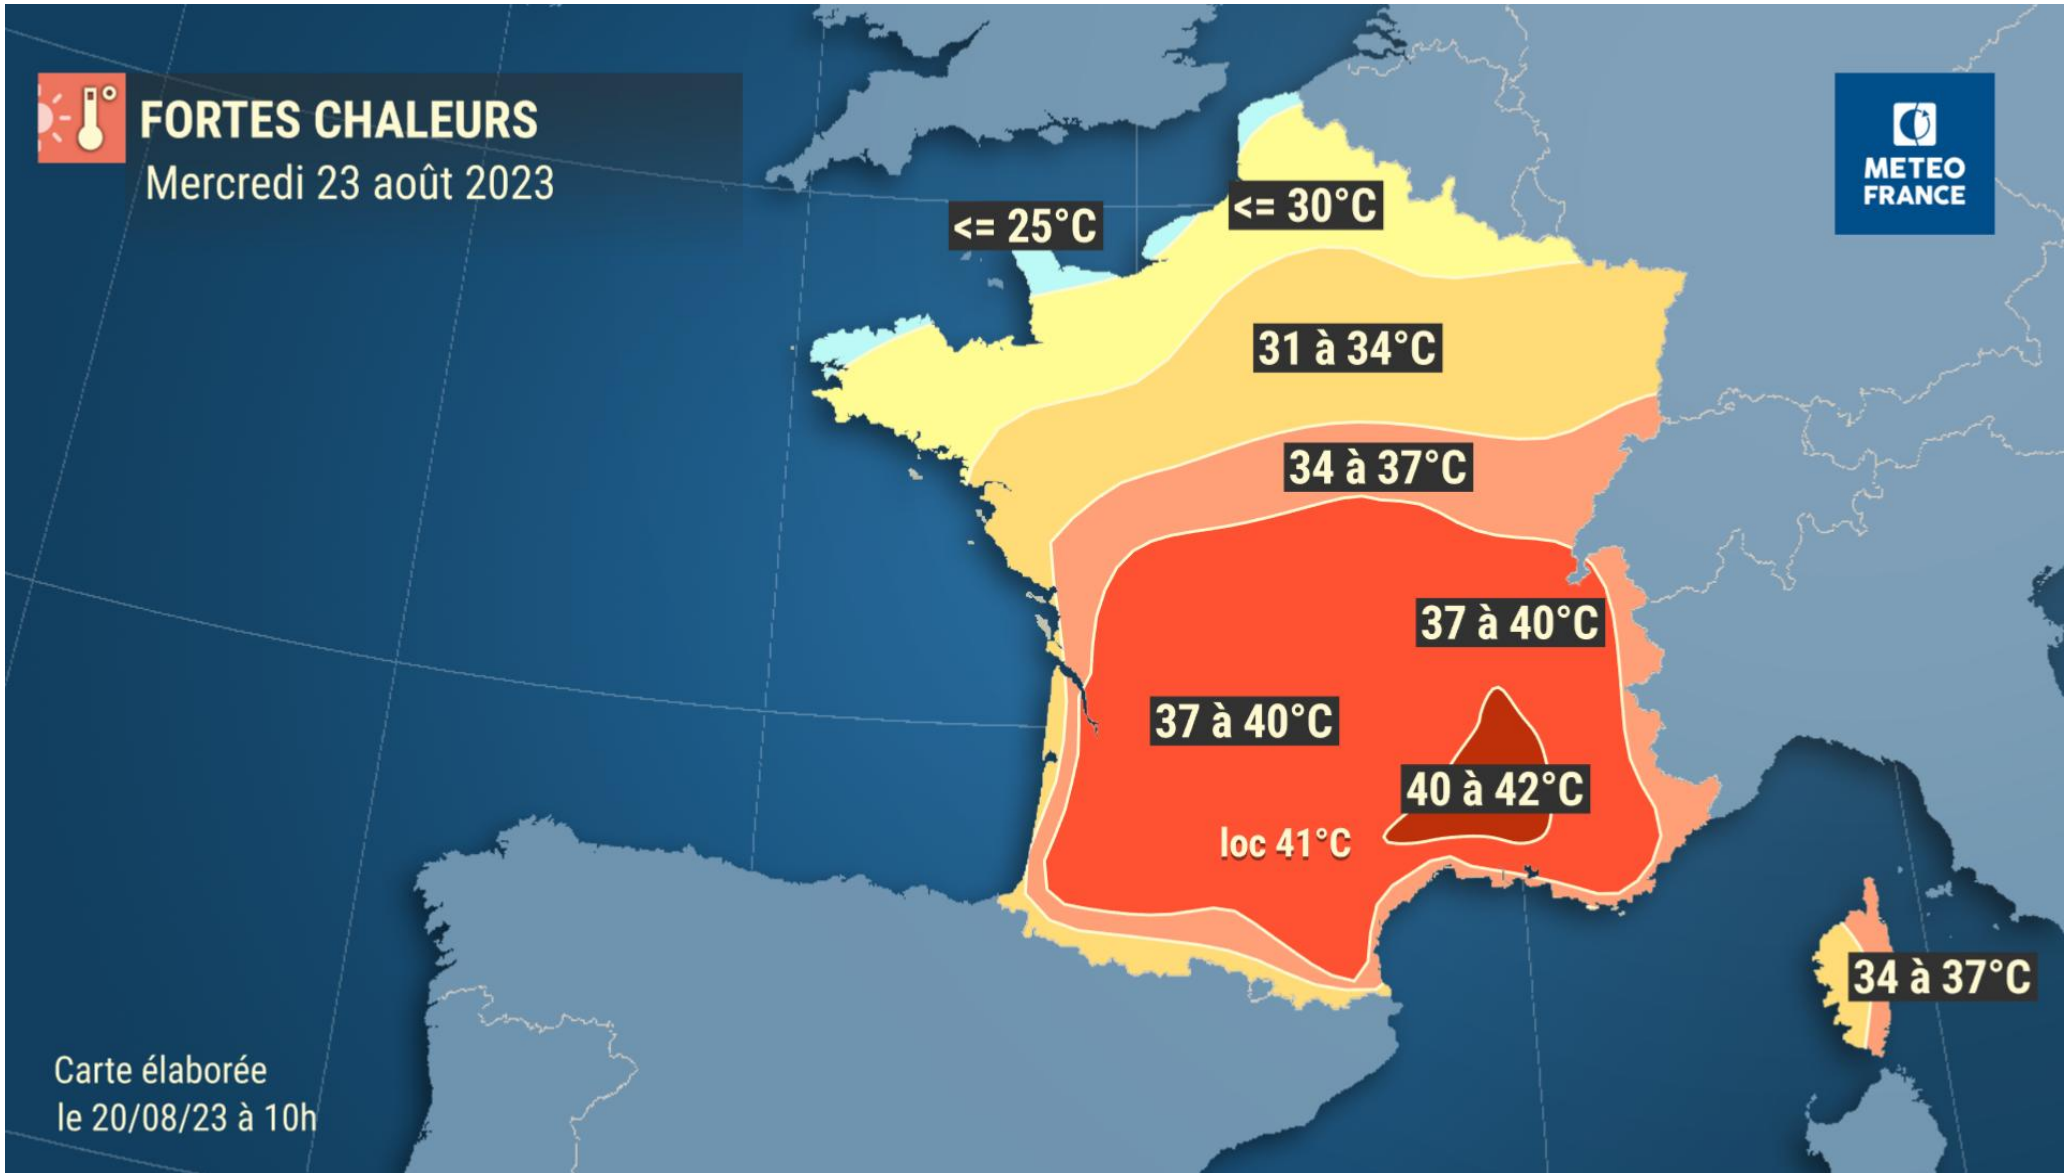 FORTES CHALEURS
Mercredi 23 août 2023
METEO
FRANCE
<= 25°C
<= 30°C
31 à 34°C
34 à 37°C
37 à 40°C
37 à 40°C
40 à 42°C
loc 41°C
34 à 37°C
Carte élaborée
le 20/08/23 à 10h